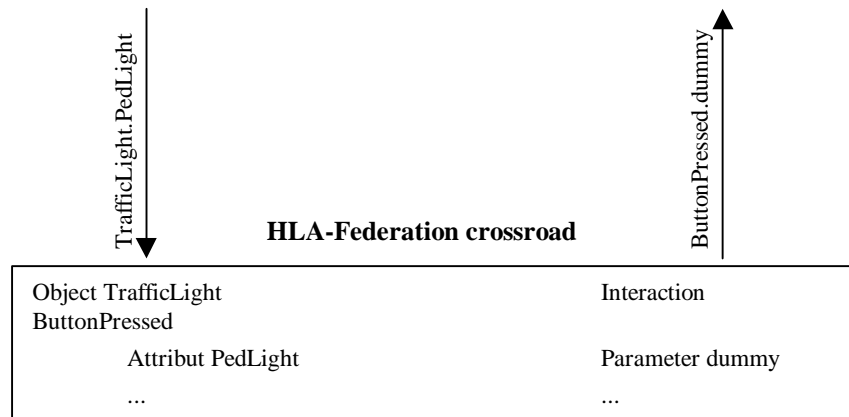 TrafficLight.PedLight
ButtonPressed.dummy
HLA-Federation crossroad
Object TrafficLight Interaction
ButtonPressed
Attribut PedLight Parameter dummy
... ...